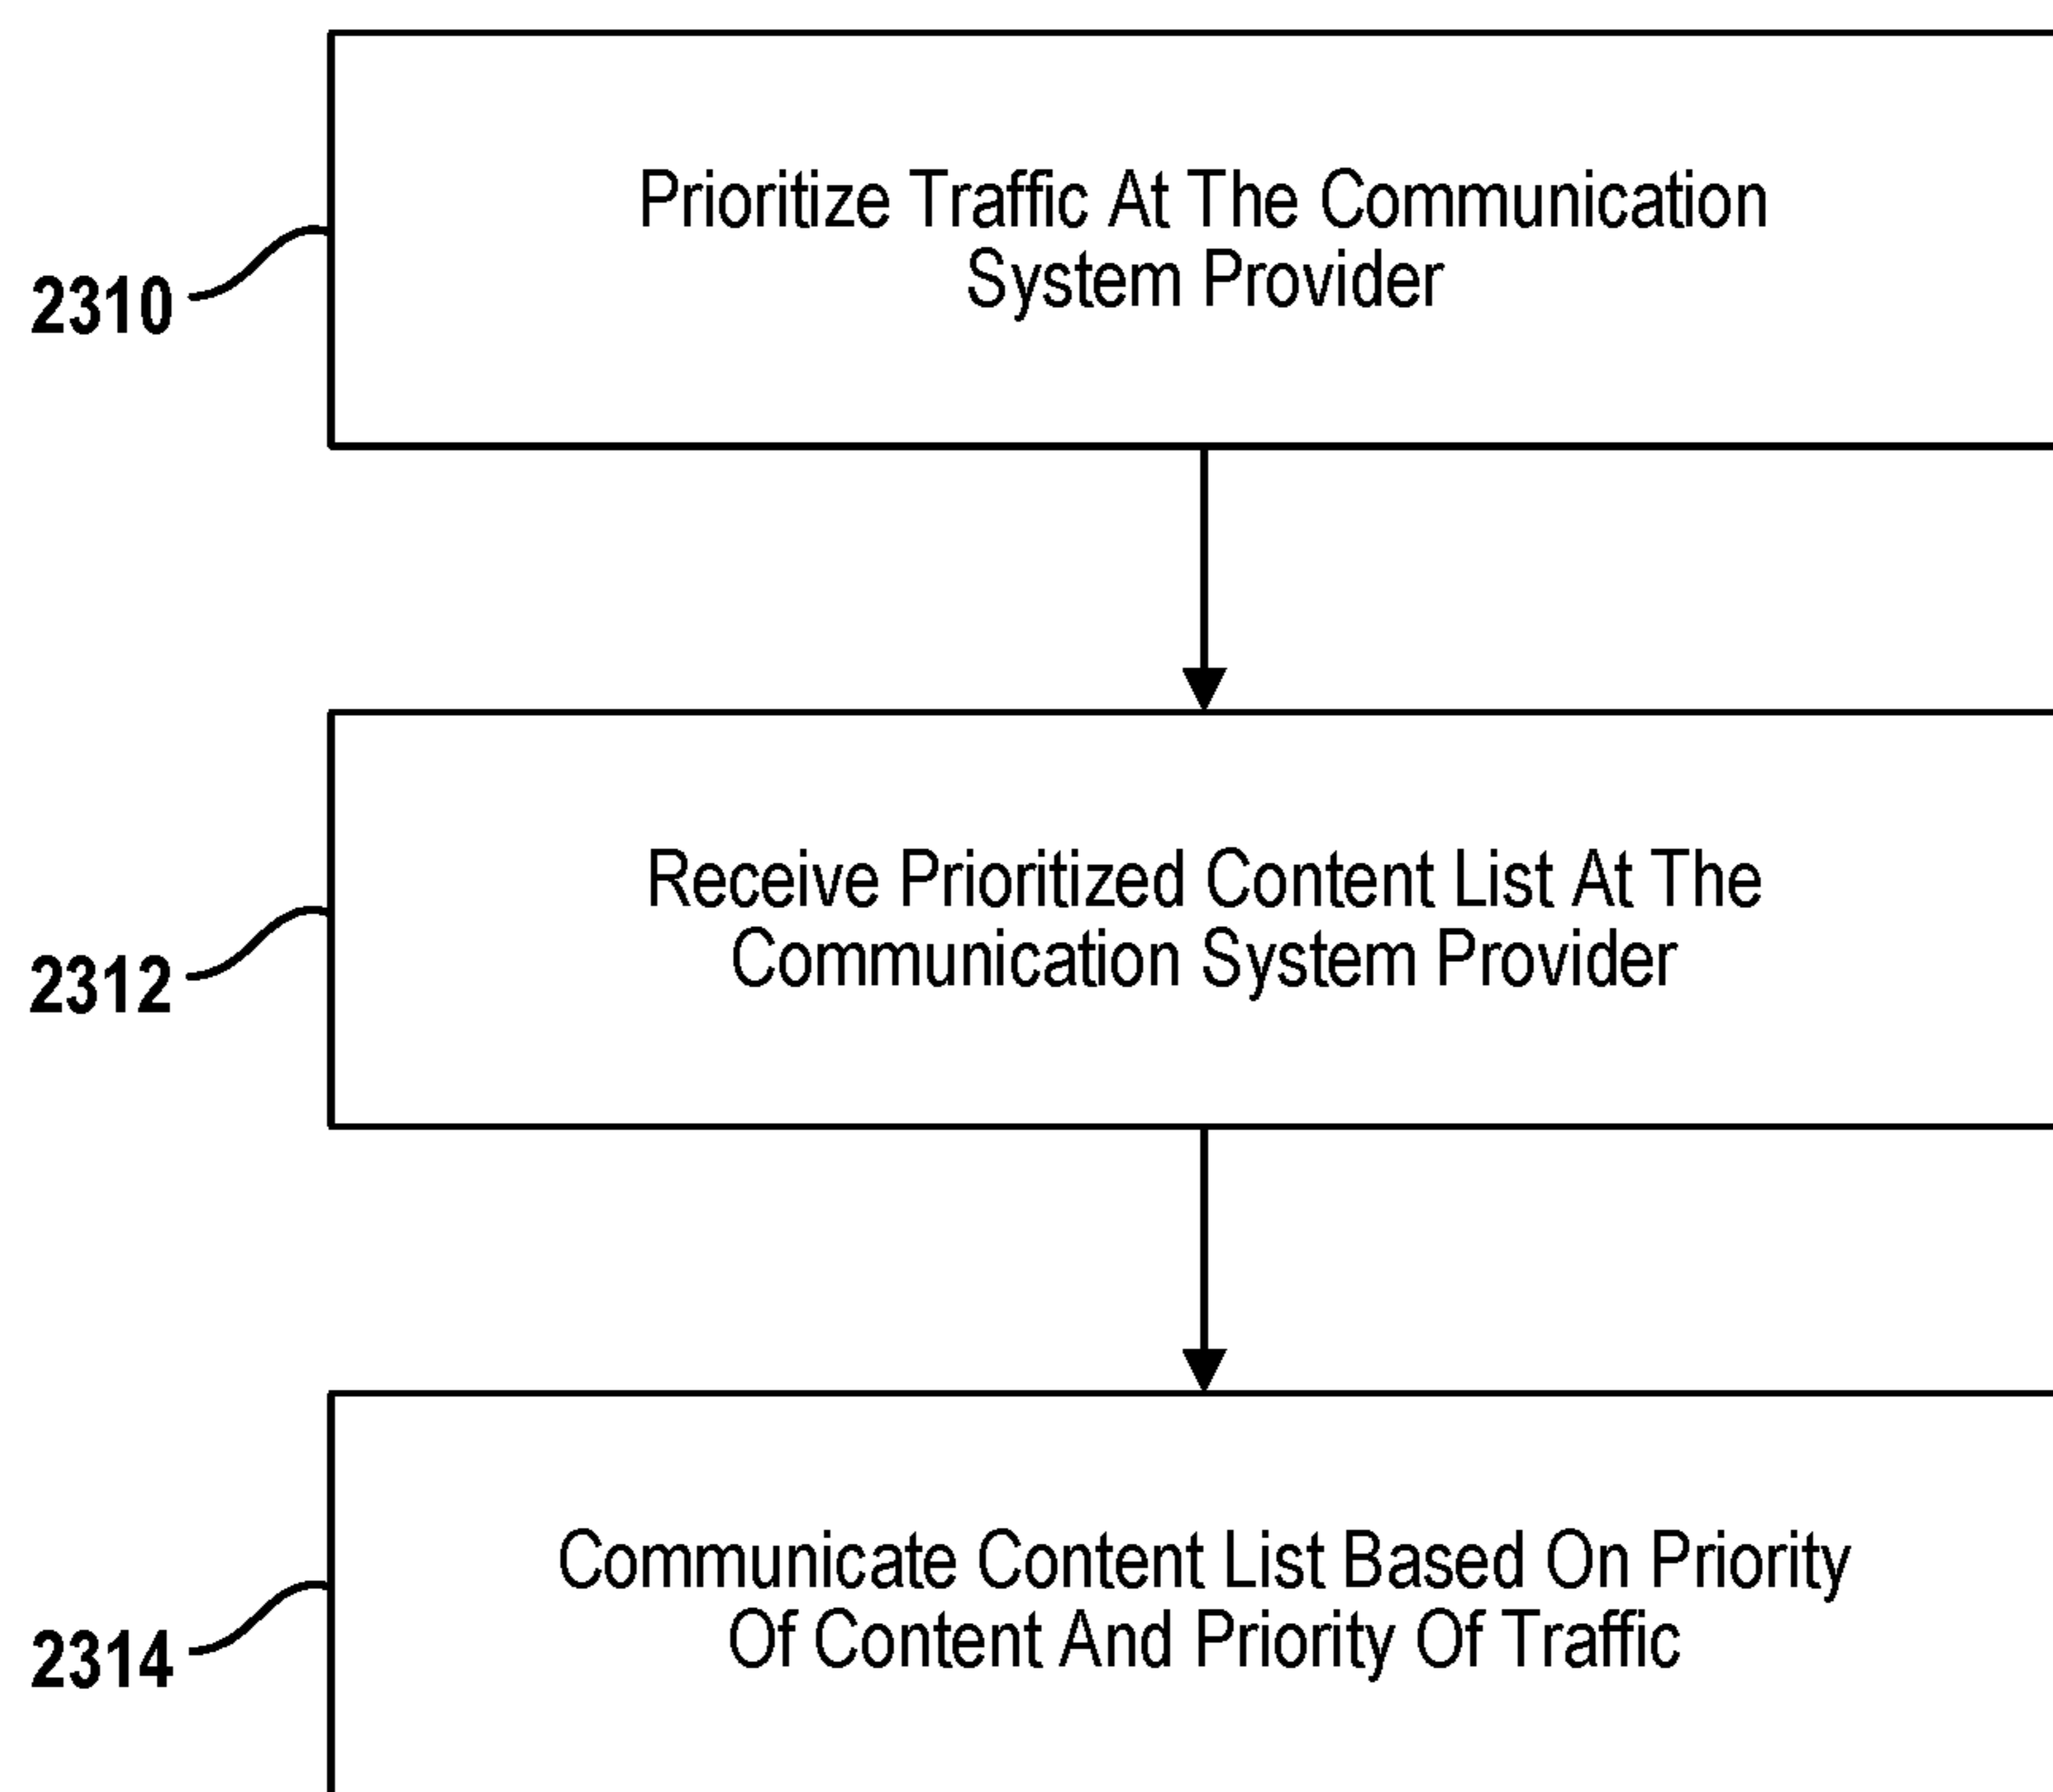 Prioritize Traffic At The Communication
System Provider
2310
Receive Prioritized Content List At The
Communication System Provider
2312
Communicate Content List Based On Priority
Of Content And Priority Of Traffic
2314